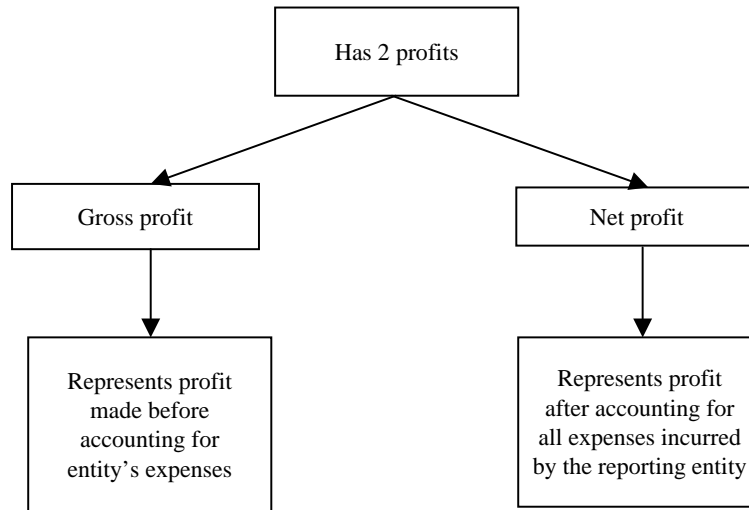 Has 2 profits
Gross profit
Net profit
Represents profit
made before
accounting for
entity’s expenses
Represents profit
after accounting for
all expenses incurred
by the reporting entity